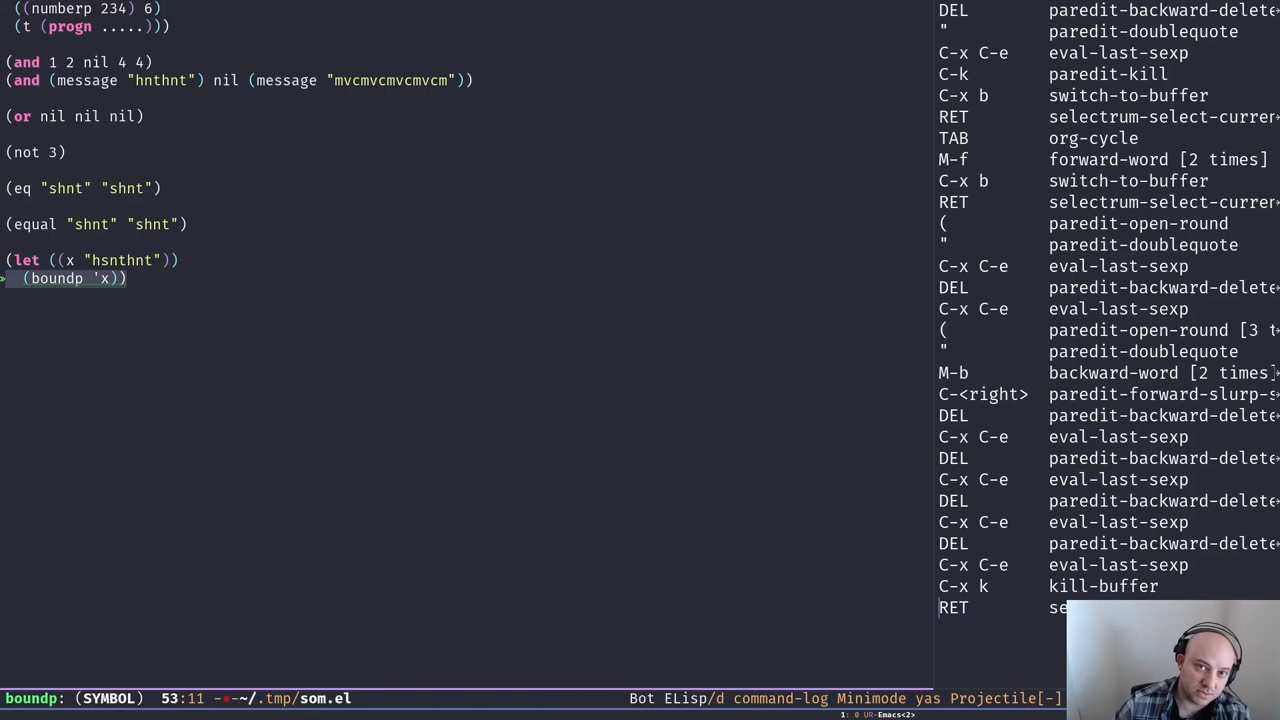 ((numberp 234) 6)
(t (progn .....)))
(and 1 2 nil 4 4)
(and (message "hnthnt") nil (message "mvcmvcmvcmvcm"))
(or nil nil nil)
(not 3)
(eq "shnt" "shnt")
(equal "shnt" "shnt")
(let ((x "hsnthnt"))
(boundp 'x))
DEL paredit-backward-delete
" paredit-doublequote
C-x C-e eval-last-sexp
C-k paredit-kill
C-x b switch-to-buffer
RET selectrum-select-curren
TAB org-cycle
M-f forward-word [2 times]
C-x b switch-to-buffer
RET selectrum-select-curren
( paredit-open-round
" paredit-doublequote
C-x C-e eval-last-sexp
DEL paredit-backward-delete
C-x C-e eval-last-sexp
( paredit-open-round [3 t
" paredit-doublequote
M-b backward-word [2 times]
C-<right> paredit-forward-slurp-s
DEL paredit-backward-delete
C-x C-e eval-last-sexp
DEL paredit-backward-delete
C-x C-e eval-last-sexp
DEL paredit-backward-delete
C-x C-e eval-last-sexp
DEL paredit-backward-delete
C-x C-e eval-last-sexp
C-x k kill-buffer
RET se
boundp: (SYMBOL) 53:11 -*-~/.tmp/som.el Bot ELisp/d command-log Minimode yas Projectile[-]
1: 0 UR-Emacs<2>